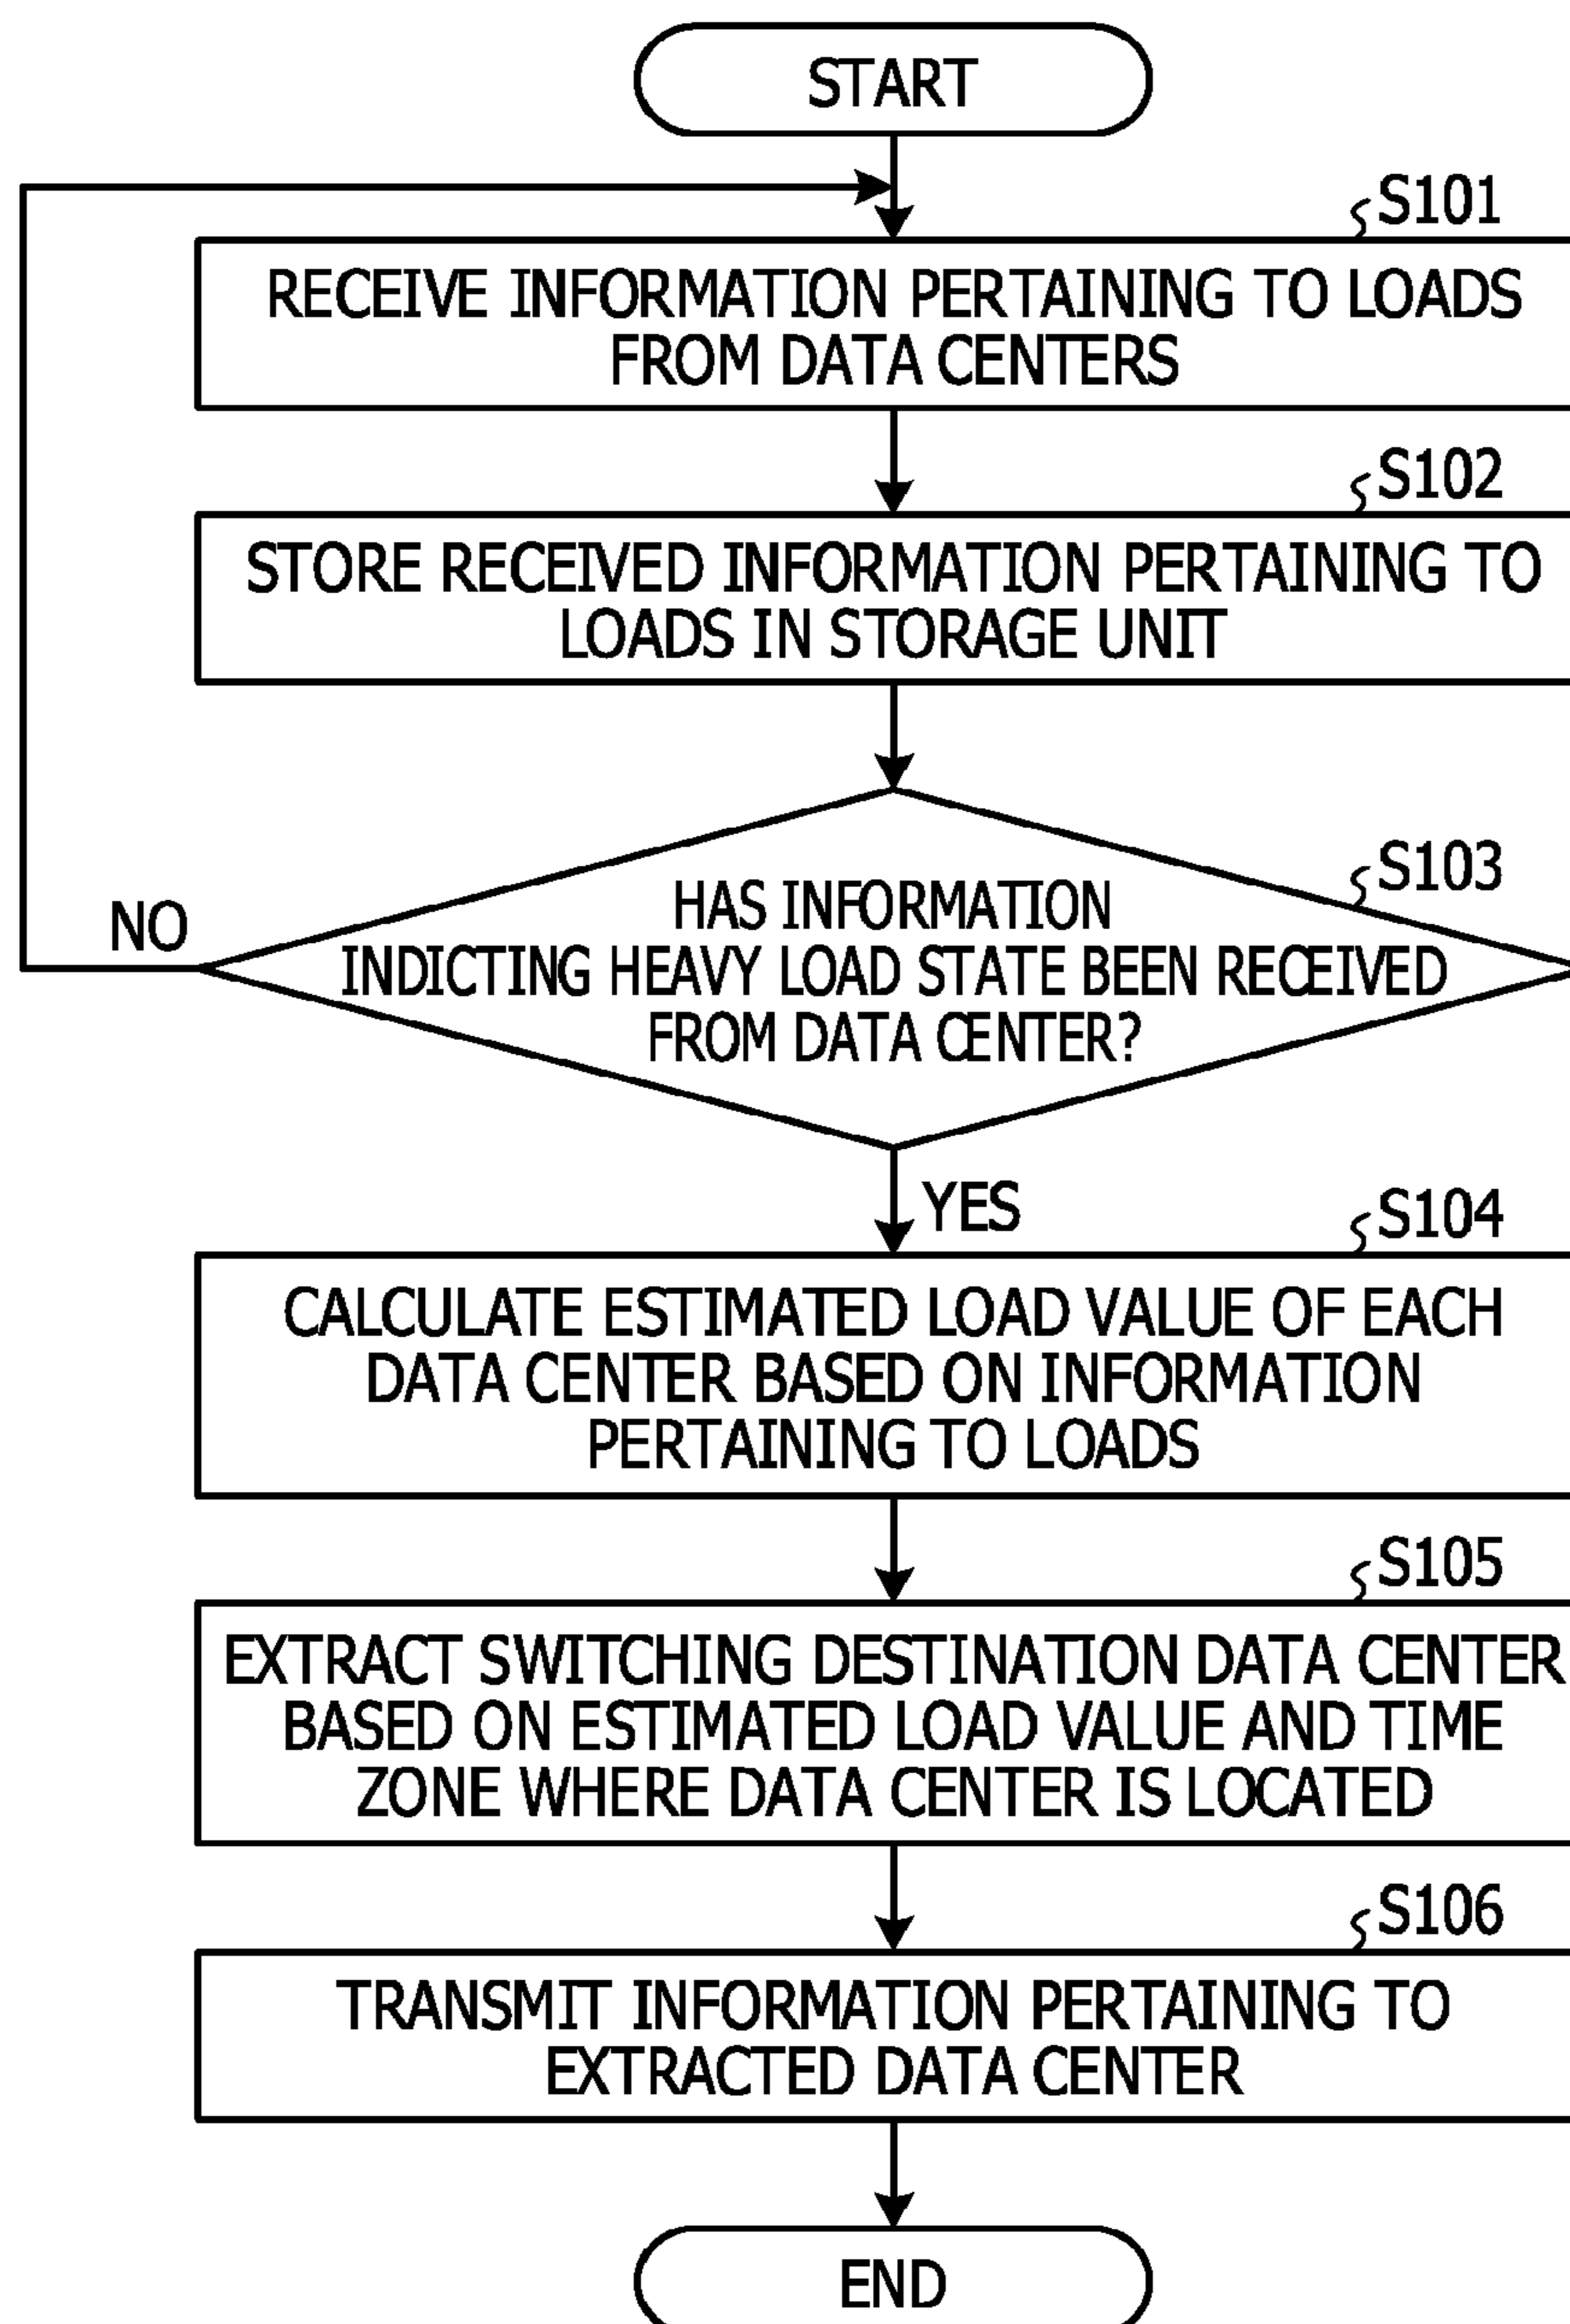 START
S101
RECEIVE INFORMATION PERTAINING TO LOADS
FROM DATA CENTERS
S102
STORE RECEIVED INFORMATION PERTAINING TO
LOADS IN STORAGE UNIT
S103
HAS INFORMATION
INDICTING HEAVY LOAD STATE BEEN RECEIVED
FROM DATA CENTER?
NO
YES
S104
CALCULATE ESTIMATED LOAD VALUE OF EACH
DATA CENTER BASED ON INFORMATION
PERTAINING TO LOADS
S105
EXTRACT SWITCHING DESTINATION DATA CENTER
BASED ON ESTIMATED LOAD VALUE AND TIME
ZONE WHERE DATA CENTER IS LOCATED
S106
TRANSMIT INFORMATION PERTAINING TO
EXTRACTED DATA CENTER
END